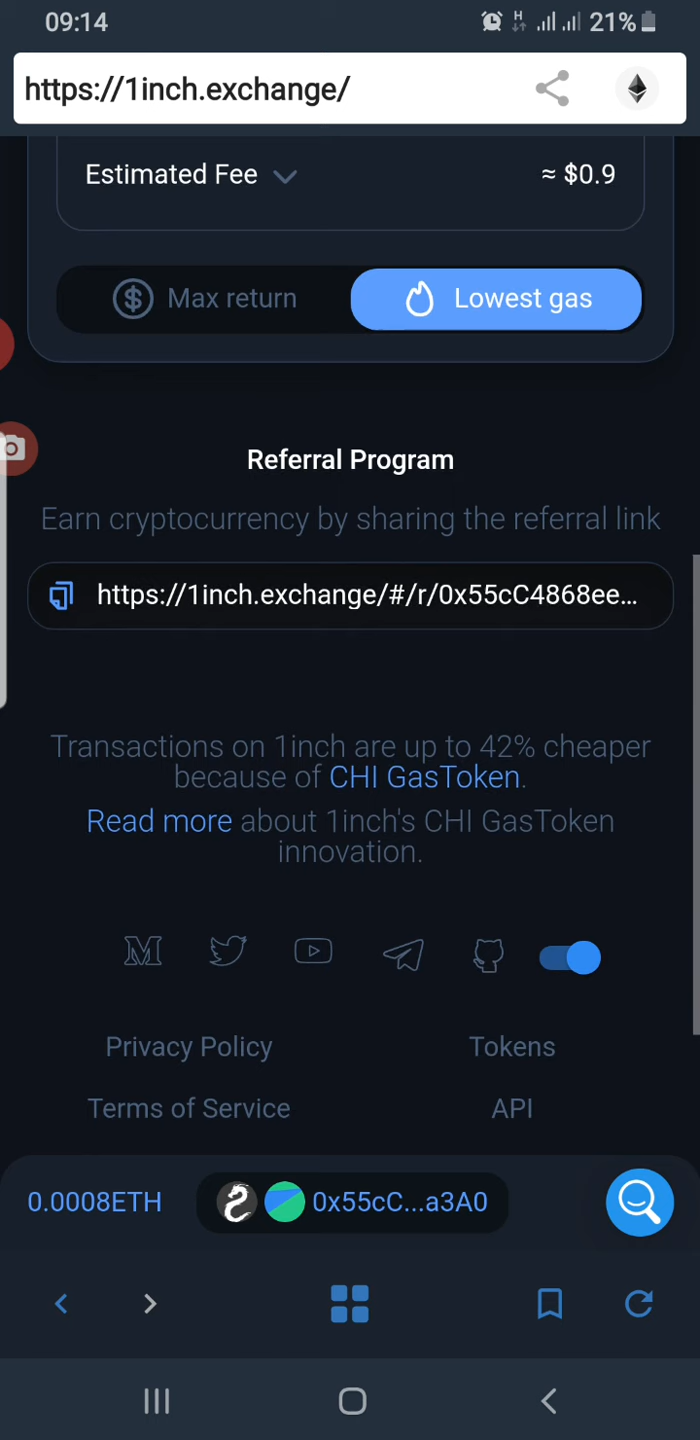 09:14
H
21%
https://1inch.exchange/
Estimated Fee
≈ $0.9
Max return
Lowest gas
Referral Program
Earn cryptocurrency by sharing the referral link
https://1inch.exchange/#/r/0x55cC4868ee...
Transactions on 1inch are up to 42% cheaper
because of CHI GasToken.
Read more about 1inch's CHI GasToken
innovation.
Privacy Policy
Tokens
Terms of Service
API
0.0008ETH
0x55cC...a3A0